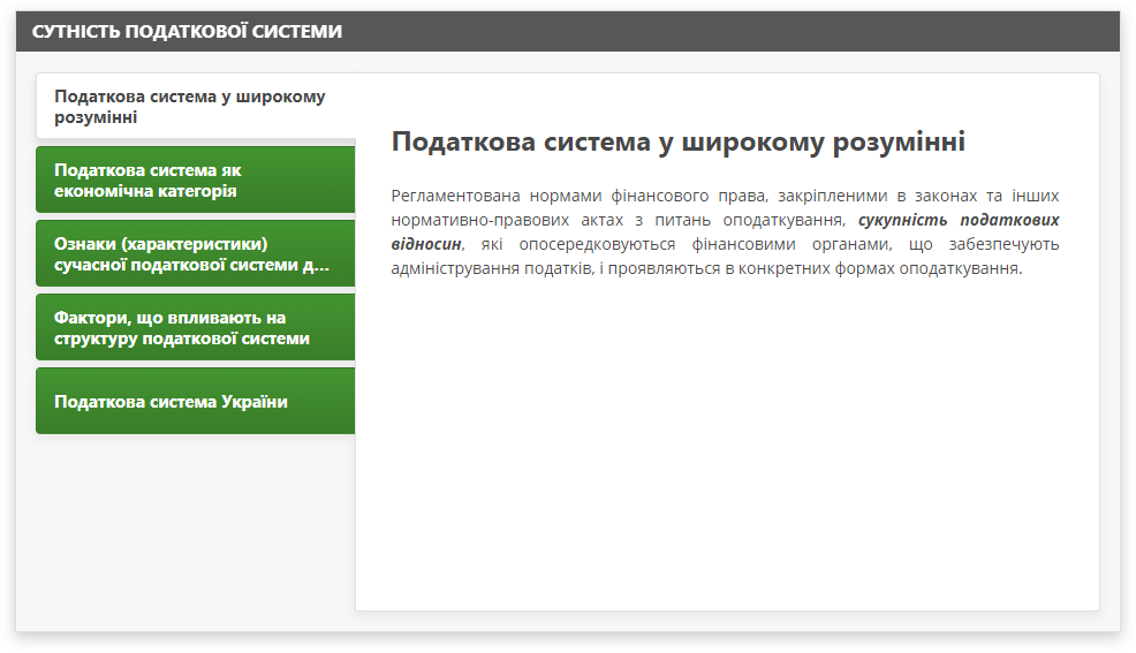 СУТНІСТЬ ПОДАТКОВОЇ СИСТЕМИ
Податкова система у широкому
розумінні
Податкова система як
економічна категорія
Ознаки (характеристики)
сучасної податкової системи д...
Фактори, що впливають на
структуру податкової системи
Податкова система України
Податкова система у широкому розумінні
Регламентована нормами фінансового права, закріпленими в законах та інших
нормативно-правових актах з питань оподаткування, сукупність податкових
відносин, які опосередковуються фінансовими органами, що забезпечують
адміністрування податків, і проявляються в конкретних формах оподаткування.